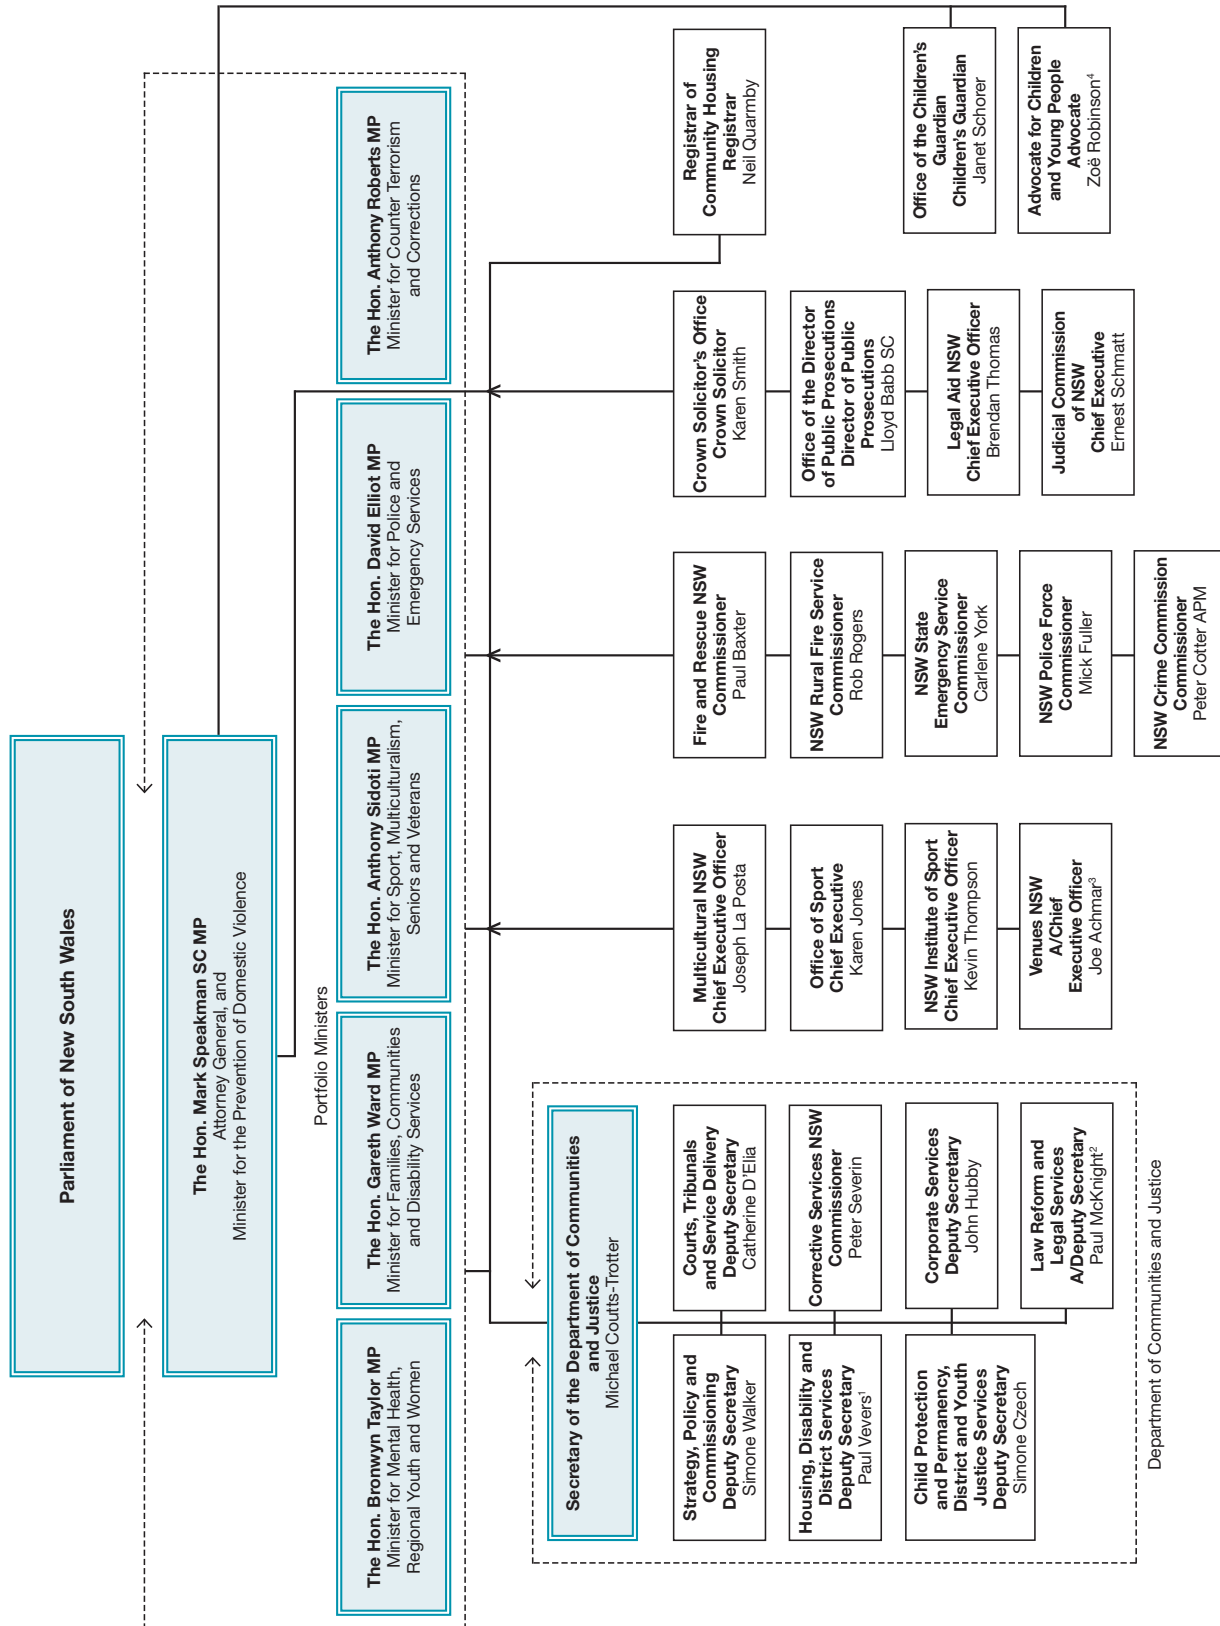 Parliament of New South Wales
The Hon. Mark Speakman SC MP
Attorney General, and
Minister for the Prevention of Domestic Violence
Portfolio Ministers
The Hon. Bronwyn Taylor MP
Minister for Mental Health,
Regional Youth and Women
The Hon. Gareth Ward MP
Minister for Families, Communities
and Disability Services
The Hon. Anthony Sidoti MP
Minister for Sport, Multiculturalism,
Seniors and Veterans
The Hon. David Elliot MP
Minister for Police and
Emergency Services
The Hon. Anthony Roberts MP
Minister for Counter Terrorism
and Corrections
Secretary of the Department of Communities
and Justice
Michael Coutts-Trotter
Strategy, Policy and
Commissioning
Deputy Secretary
Simone Walker
Courts, Tribunals
and Service Delivery
Deputy Secretary
Catherine D'Elia
Housing, Disability and
District Services
Deputy Secretary
Paul Vevers¹
Corrective Services NSW
Commissioner
Peter Severin
Child Protection
and Permanency,
District and Youth
Justice Services
Deputy Secretary
Simone Czech
Corporate Services
Deputy Secretary
John Hubby
Law Reform and
Legal Services
A/Deputy Secretary
Paul McKnight²
Department of Communities and Justice
Multicultural NSW
Chief Executive Officer
Joseph La Posta
Office of Sport
Chief Executive
Karen Jones
NSW Institute of Sport
Chief Executive Officer
Kevin Thompson
Venues NSW
A/Chief
Executive Officer
Joe Achmar³
Fire and Rescue NSW
Commissioner
Paul Baxter
NSW Rural Fire Service
Commissioner
Rob Rogers
NSW State
Emergency Service
Commissioner
Carlene York
NSW Police Force
Commissioner
Mick Fuller
NSW Crime Commission
Commissioner
Peter Cotter APM
Crown Solicitor's Office
Crown Solicitor
Karen Smith
Office of the Director
of Public Prosecutions
Director of Public
Prosecutions
Lloyd Babb SC
Legal Aid NSW
Chief Executive Officer
Brendan Thomas
Judicial Commission
of NSW
Chief Executive
Ernest Schmatt
Registrar of
Community Housing
Registrar
Neil Quarmby
Office of the Children's
Guardian
Children's Guardian
Janet Schorer
Advocate for Children
and Young People
Advocate
Zoë Robinson⁴